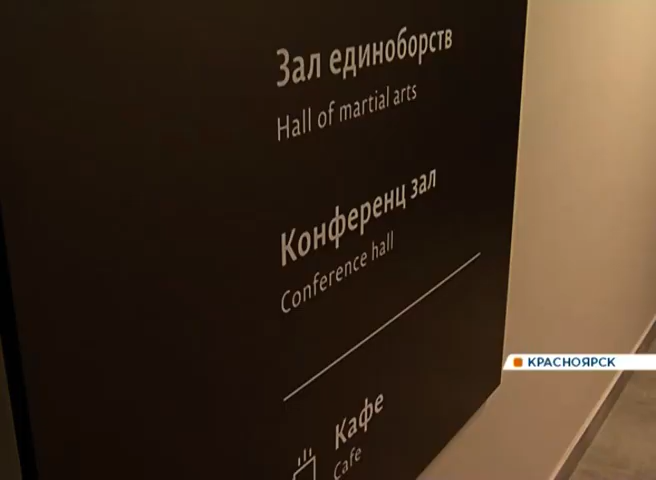 Зал единоборств
Hall of martial arts
Конференц зал
Conference hall
КРАСНОЯРСК
Кафе
Cafe